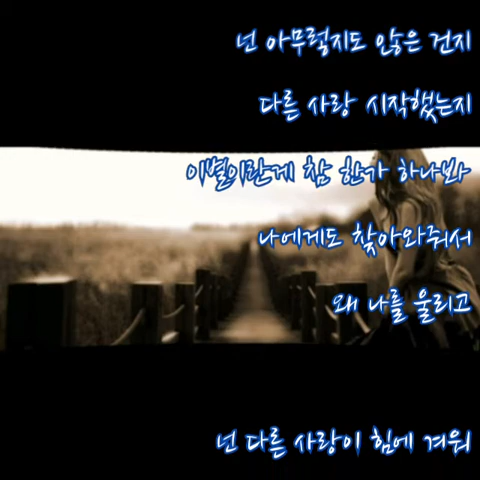 넌 아무렇지도 않은 건지
다른 사랑 시작했는지
이별이란게 참 한가 하나봐
나에게도 찾아와줘서
왜 나를 울리고
넌 다른 사랑이 힘에 겨워